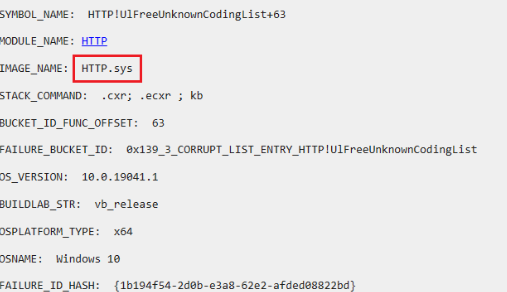 SYMBOL_NAME:  HTTP!UlFreeUnknownCodingList+63
MODULE_NAME: HTTP
IMAGE_NAME:  HTTP.sys
STACK_COMMAND:  .cxr; .ecxr ; kb
BUCKET_ID_FUNC_OFFSET:  63
FAILURE_BUCKET_ID:  0x139_3_CORRUPT_LIST_ENTRY_HTTP!UlFreeUnknownCodingList
OS_VERSION:  10.0.19041.1
BUILDLAB_STR:  vb_release
OSPLATFORM_TYPE:  x64
OSNAME:  Windows 10
FAILURE_ID_HASH:  {1b194f54-2d0b-e3a8-62e2-afded08822bd}